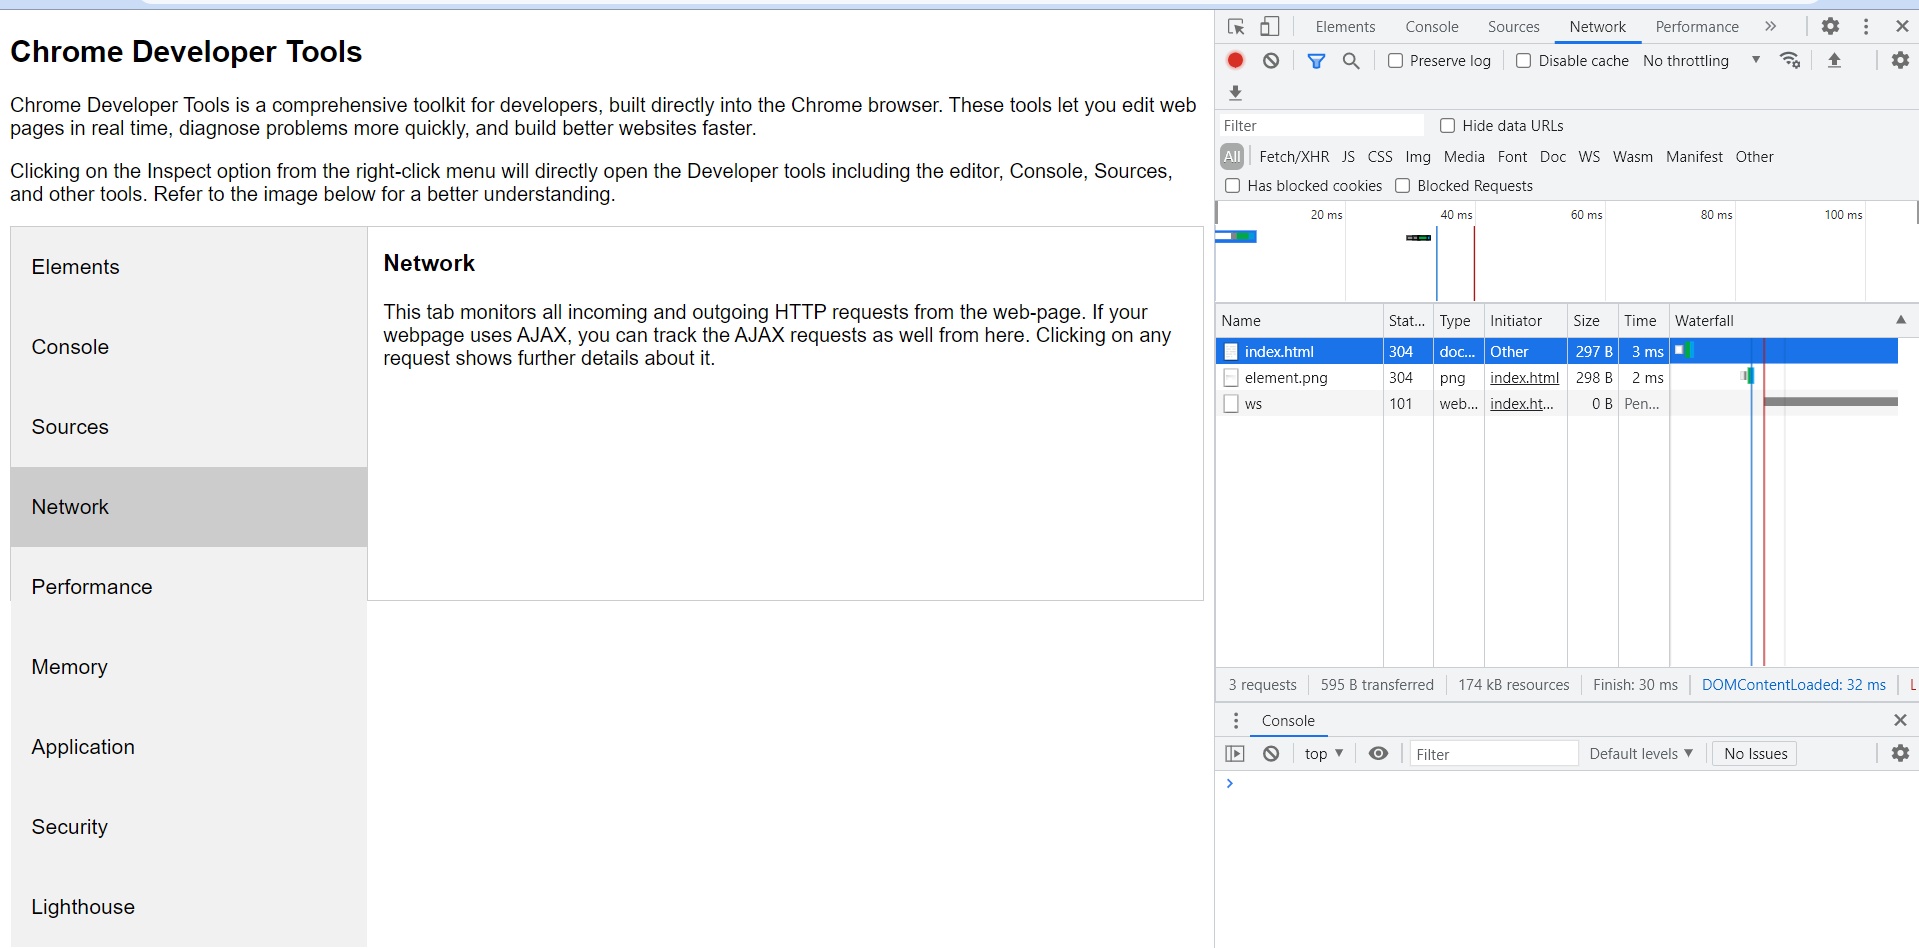 Chrome Developer Tools
Chrome Developer Tools is a comprehensive toolkit for developers, built directly into the Chrome browser. These tools let you edit web
pages in real time, diagnose problems more quickly, and build better websites faster.
Clicking on the Inspect option from the right-click menu will directly open the Developer tools including the editor, Console, Sources,
and other tools. Refer to the image below for a better understanding.
Elements
Console
Sources
Network
Performance
Memory
Application
Security
Lighthouse
Network
This tab monitors all incoming and outgoing HTTP requests from the web-page. If your
webpage uses AJAX, you can track the AJAX requests as well from here. Clicking on any
request shows further details about it.
Elements Console Sources Network Performance
Preserve log Disable cache No throttling
Filter Hide data URLs
All Fetch/XHR JS CSS Img Media Font Doc WS Wasm Manifest Other
Has blocked cookies Blocked Requests
20 ms 40 ms 60 ms 80 ms 100 ms
Name Stat... Type Initiator Size Time Waterfall
index.html 304 doc... Other 297 B 3 ms
element.png 304 png index.html 298 B 2 ms
ws 101 web... index.ht... 0 B Pen...
3 requests 595 B transferred 174 kB resources Finish: 30 ms DOMContentLoaded: 32 ms L
Console
top Filter Default levels No Issues